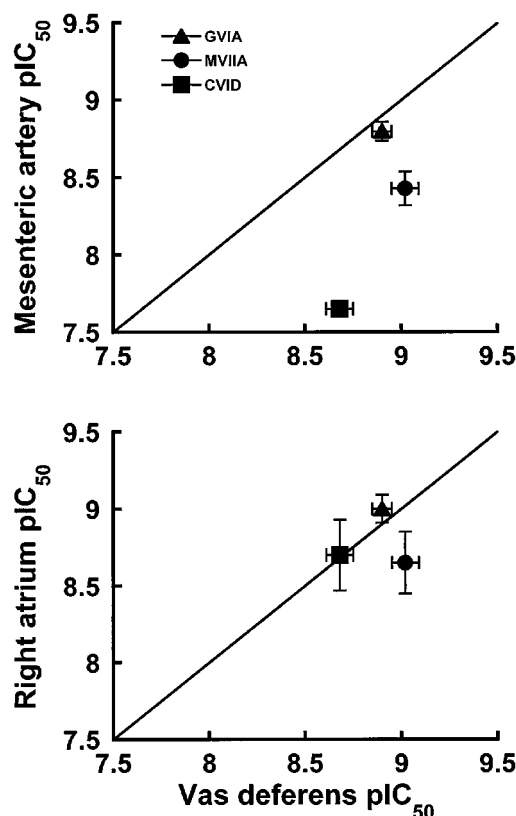 9.5
GVIA
MVIIA
CVID
9
8.5
8
7.5
Mesenteric artery pIC50
7.5 8 8.5 9 9.5
9.5
9
8.5
8
7.5
Right atrium pIC50
7.5 8 8.5 9 9.5
Vas deferens pIC50